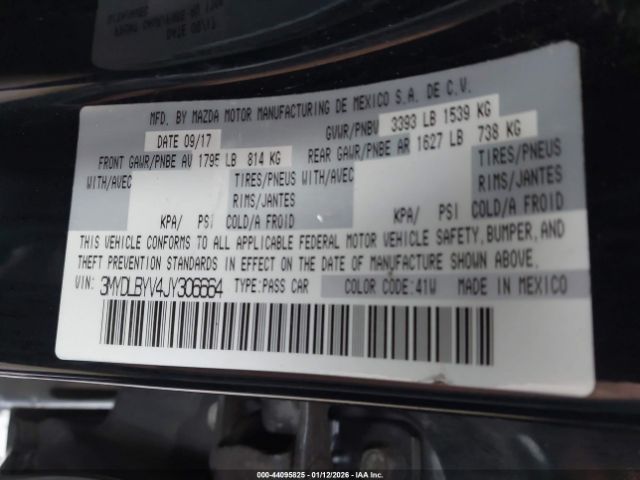 MFD. BY MAZDA MOTOR MANUFACTURING DE MEXICO S.A. DE C.V.
DATE 09/17 GVWR/PNBV 3393 LB 1539 KG
FRONT GAWR/PNBE AV 1795 LB 814 KG REAR GAWR/PNBE AR 1627 LB 738 KG
WITH/AVEC TIRES/PNEUS WITH/AVEC TIRES/PNEUS
RIMS/JANTES RIMS/JANTES
KPA/ PSI COLD/A FROID KPA/ PSI COLD/A FROID
THIS VEHICLE CONFORMS TO ALL APPLICABLE FEDERAL MOTOR VEHICLE SAFETY, BUMPER, AND
THEFT PREVENTION STANDARDS IN EFFECT ON THE DATE OF MANUFACTURE SHOWN ABOVE.
VIN: 3MYDLBYV4JY306664 TYPE:PASS CAR COLOR CODE:41W MADE IN MEXICO
000-44095825 - 01/12/2026 - IAAI.COM